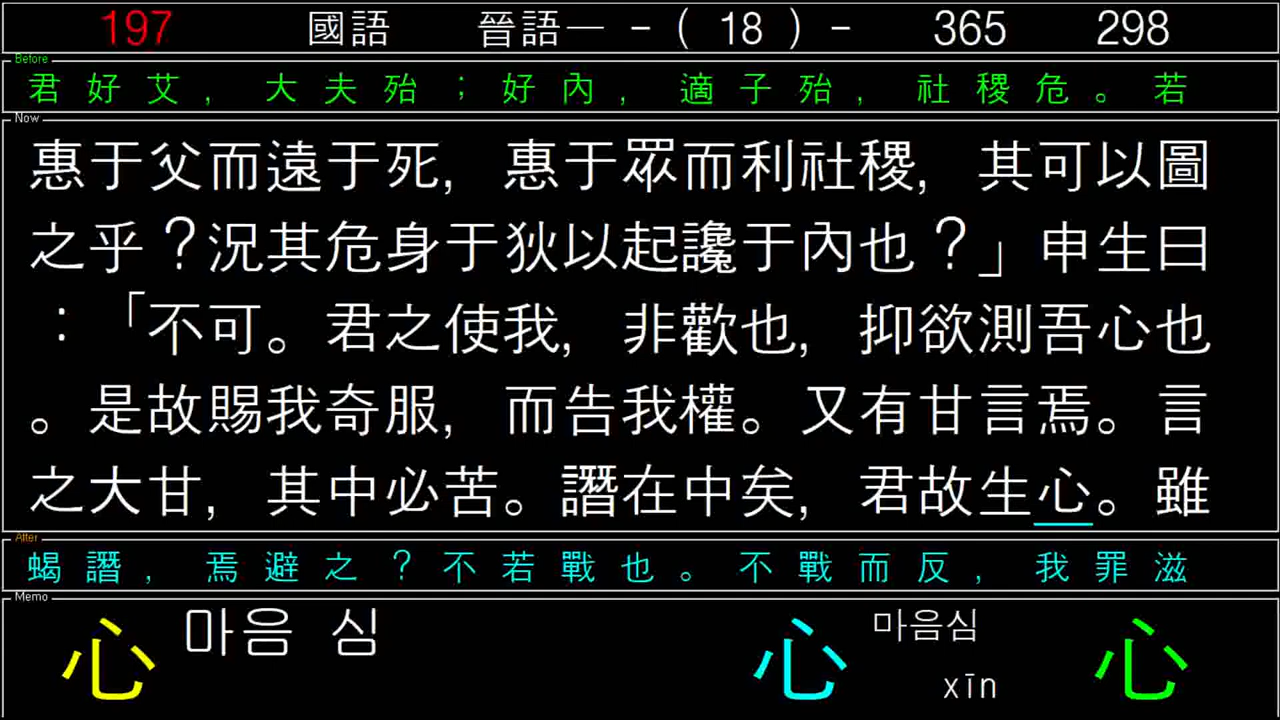 197 國語 晉語一 - ( 18 ) - 365 298
Before
君好艾, 大夫殆;好內, 適子殆, 社稷危。若
Now
惠于父而遠于死, 惠于眾而利社稷, 其可以圖
之乎?況其危身于狄以起讒于內也?」申生曰
:「不可。君之使我, 非歡也, 抑欲測吾心也
。是故賜我奇服, 而告我權。又有甘言焉。言
之大甘, 其中必苦。譖在中矣, 君故生心。雖
After
蝎譖, 焉避之?不若戰也。不戰而反, 我罪滋
Memo
心 마음 심 心 마음심 xīn 心